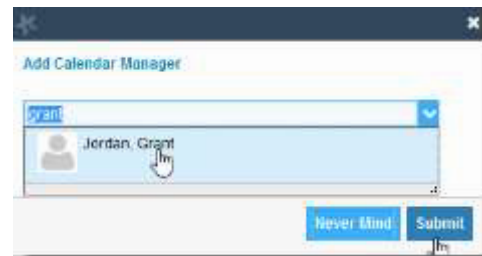 Add Calendar Manager
grant
Jordan, Grant
Never Mind Submit